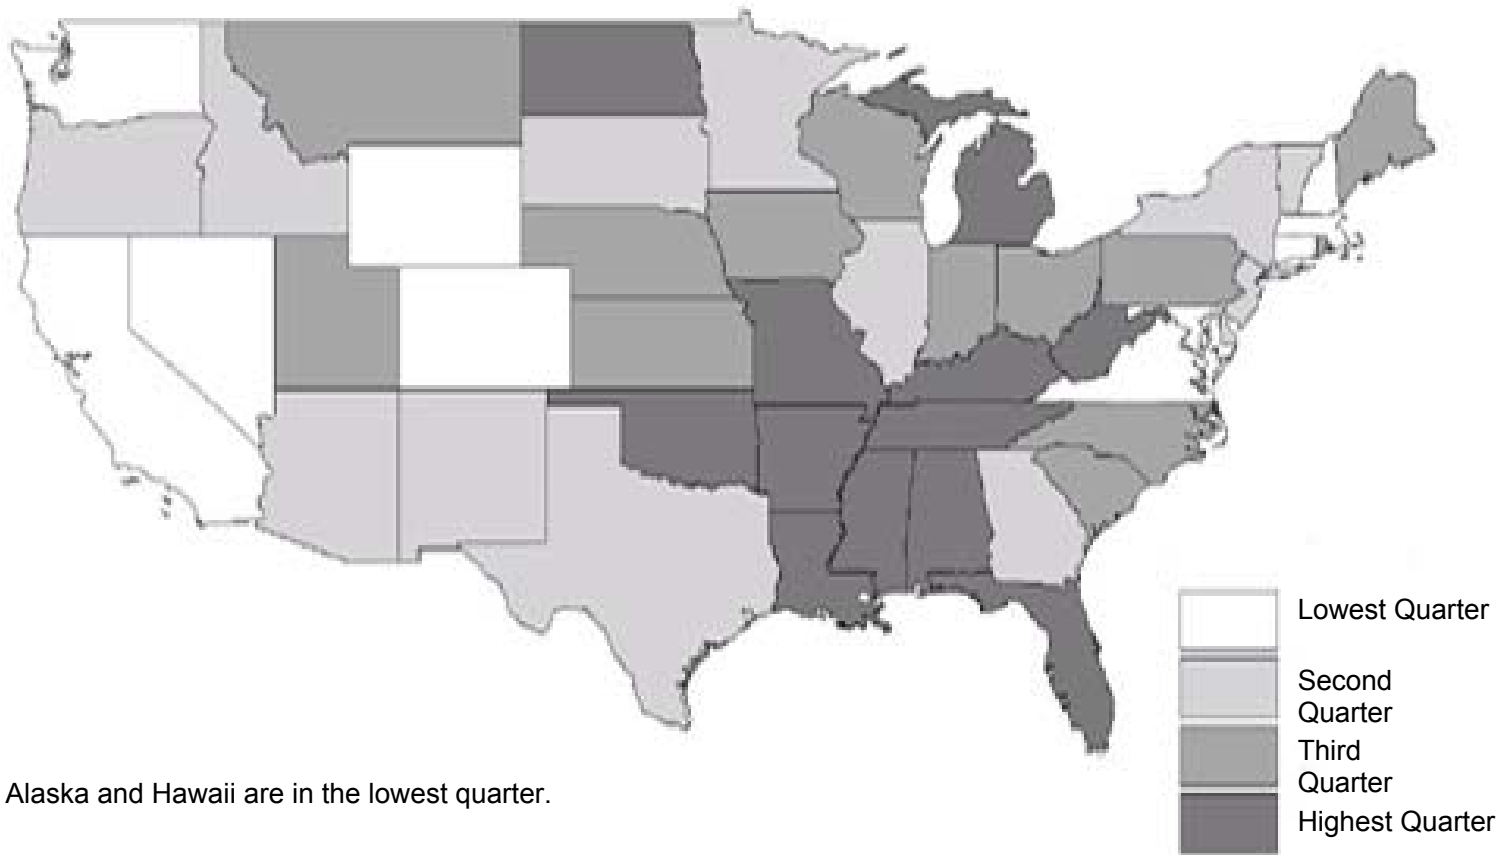 Lowest Quarter
Second
Quarter
Third
Quarter
Highest Quarter
Alaska and Hawaii are in the lowest quarter.